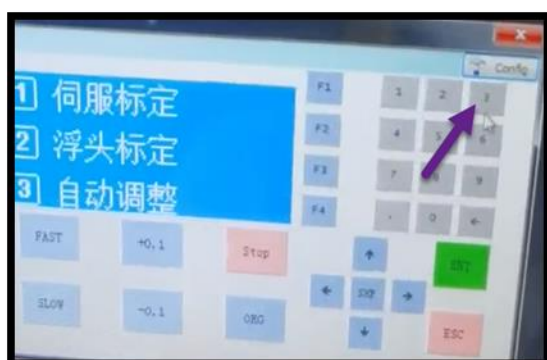 Config
1 伺服标定
2 浮头标定
3 自动调整
F1
F2
F3
F4
1 2 3
4 5 6
7 8 9
. 0 ←
FAST +0.1 Stop
SLOW -0.1 ORG
↑
← →
↓
ENT
ESC